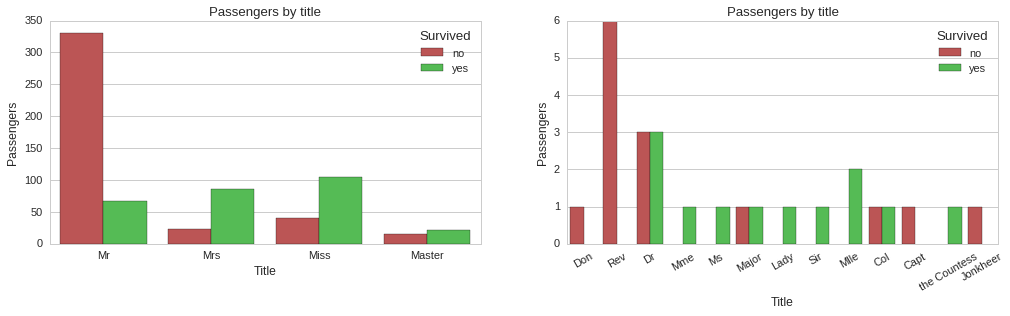 Passengers by title
350
300
250
200
150
100
50
0
Passengers
Survived
no
yes
Mr Mrs Miss Master
Title
Passengers by title
6
5
4
3
2
1
0
Passengers
Survived
no
yes
Don Rev Dr Mme Ms Major Lady Sir Mlle Col Capt the Countess Jonkheer
Title